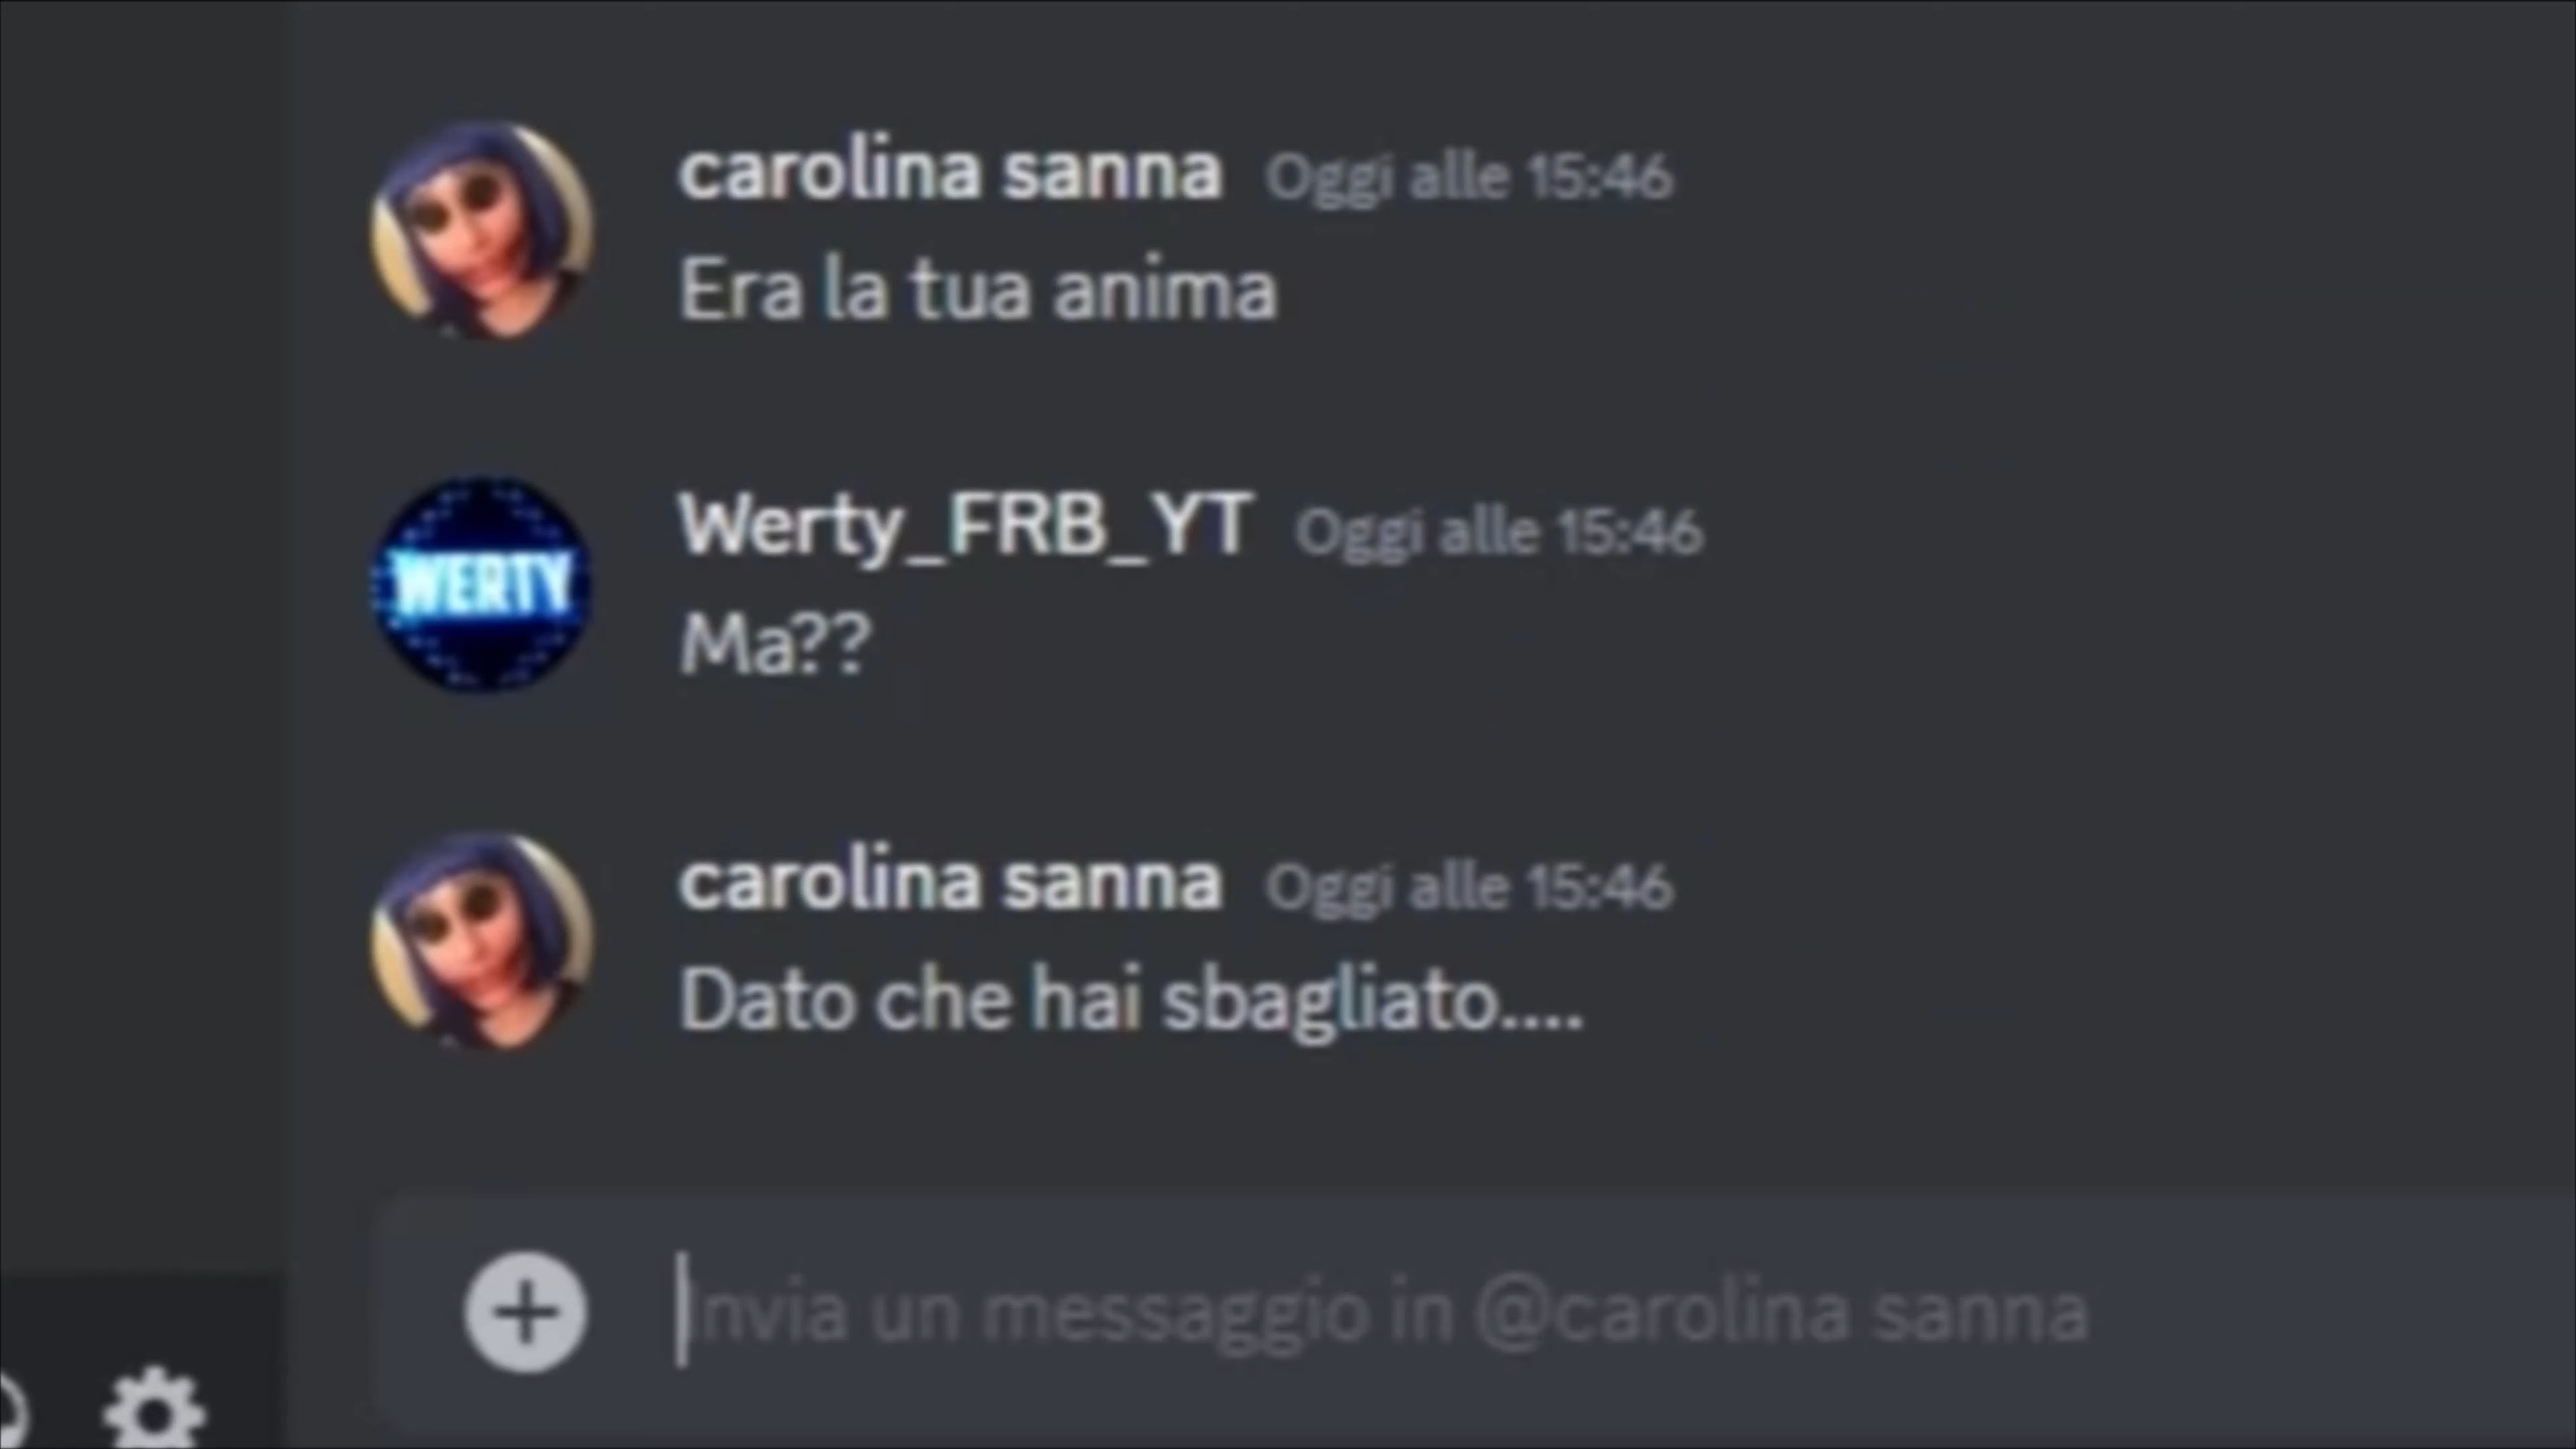 carolina sanna Oggi alle 15:46
Era la tua anima
WERTY
Werty_FRB_YT Oggi alle 15:46
Ma??
carolina sanna Oggi alle 15:46
Dato che hai sbagliato....
Invia un messaggio in @carolina sanna